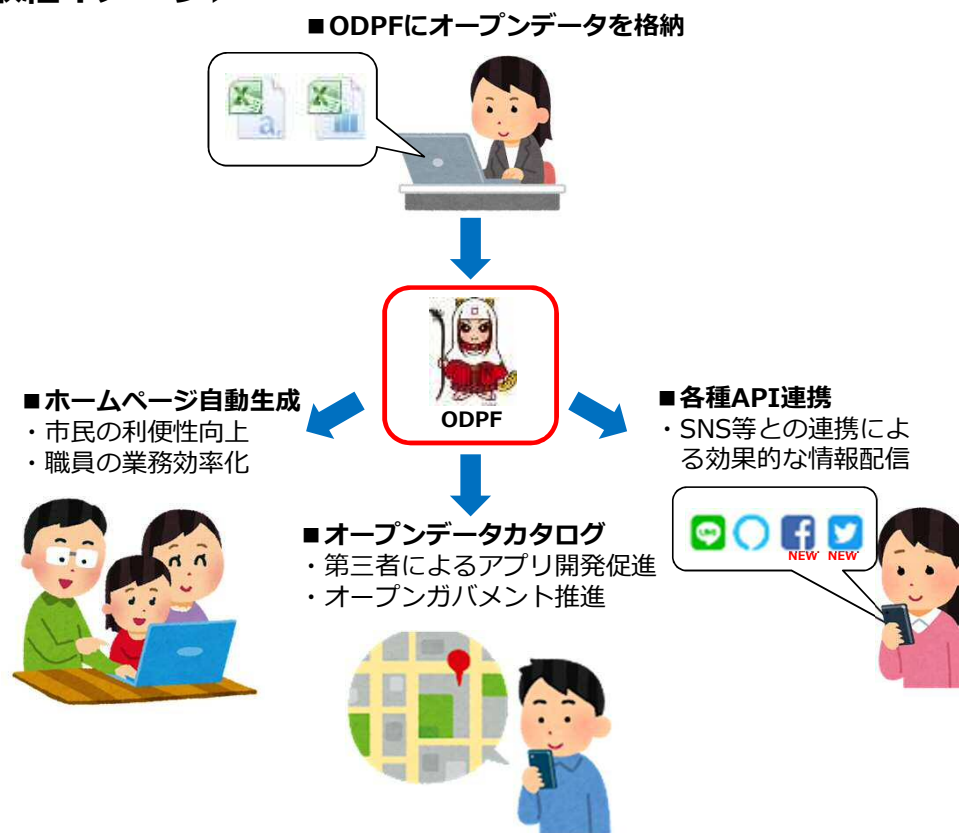 ■ODPFにオープンデータを格納
a,
ODPF
■ホームページ自動生成
・市民の利便性向上
・職員の業務効率化
■各種API連携
・SNS等との連携によ
る効果的な情報配信
LINE
NEW
NEW
■オープンデータカタログ
・第三者によるアプリ開発促進
・オープンガバメント推進